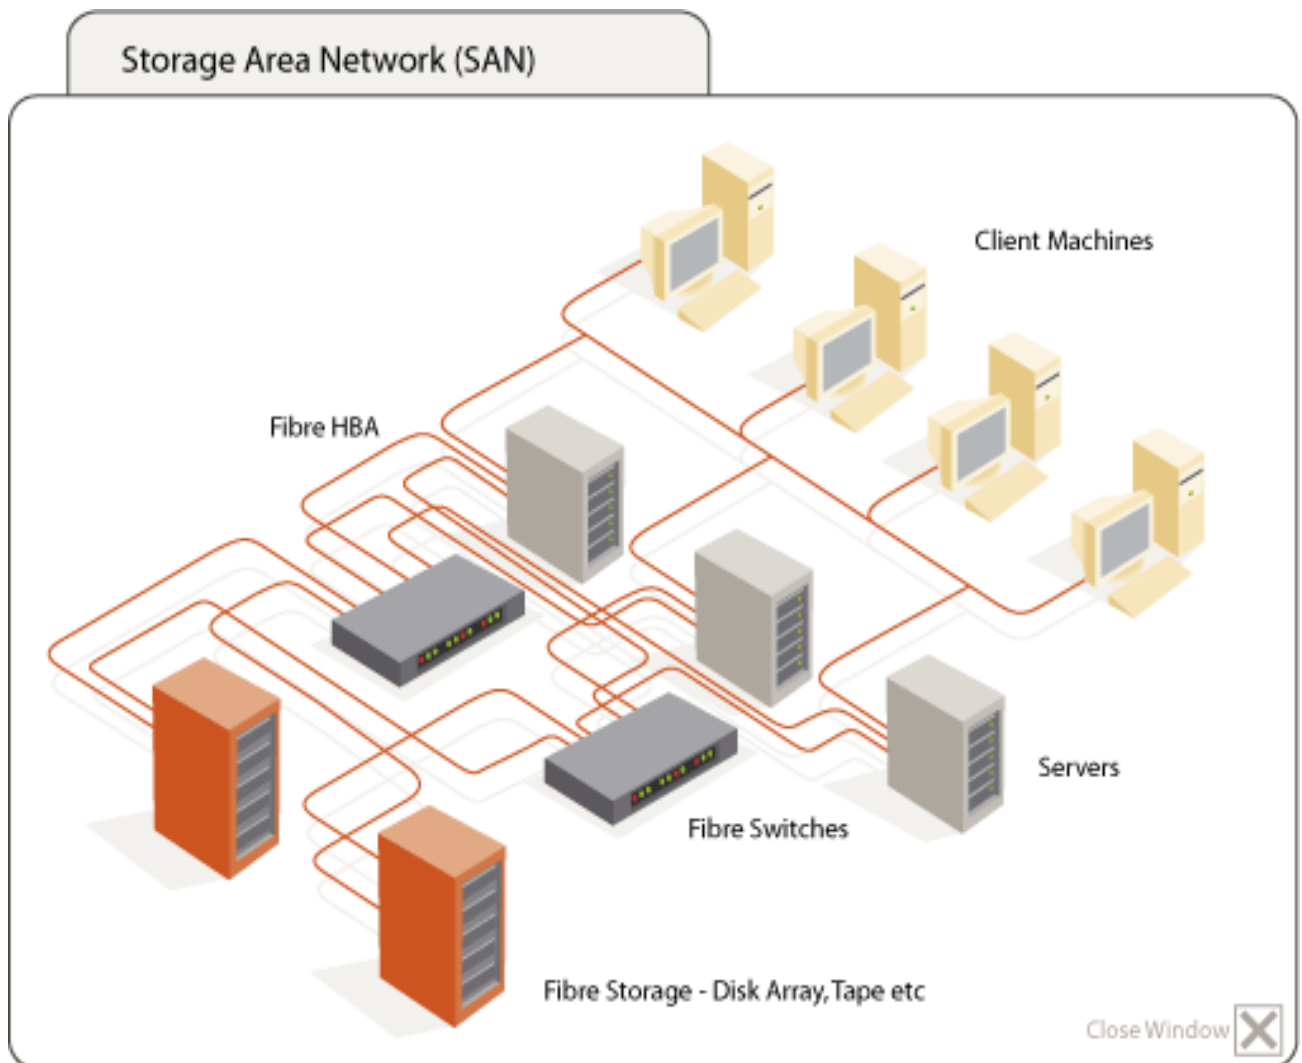 Storage Area Network (SAN)
Client Machines
Fibre HBA
Servers
Fibre Switches
Fibre Storage - Disk Array,Tape etc
Close Window